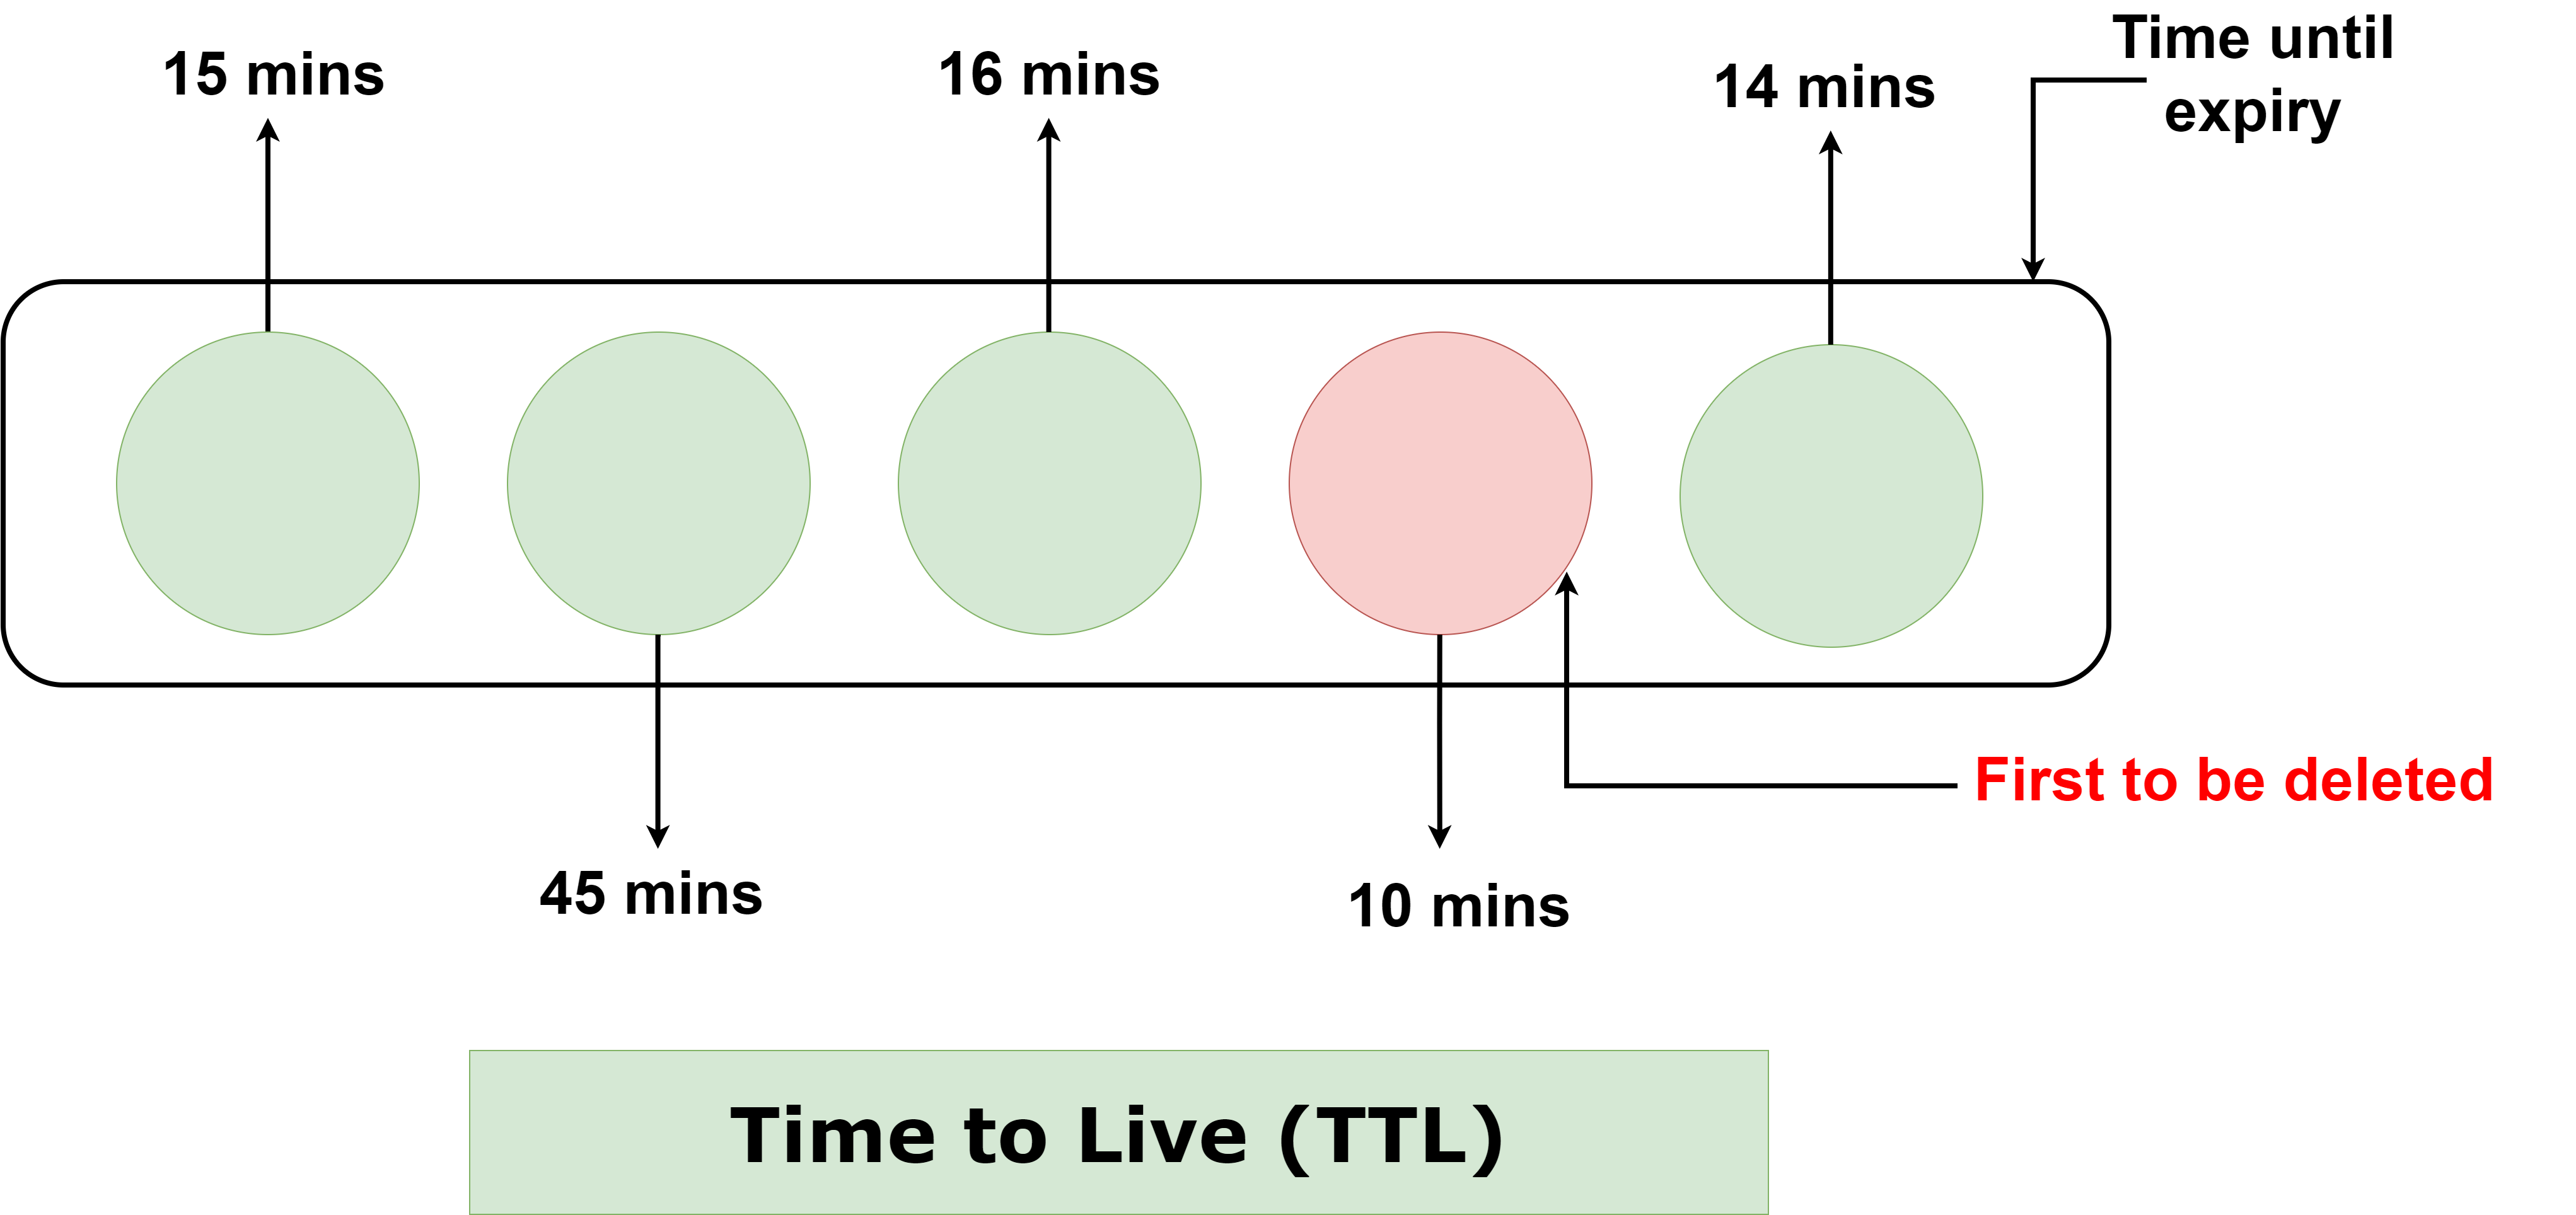 15 mins
16 mins
14 mins
Time until
expiry
First to be deleted
45 mins
10 mins
Time to Live (TTL)